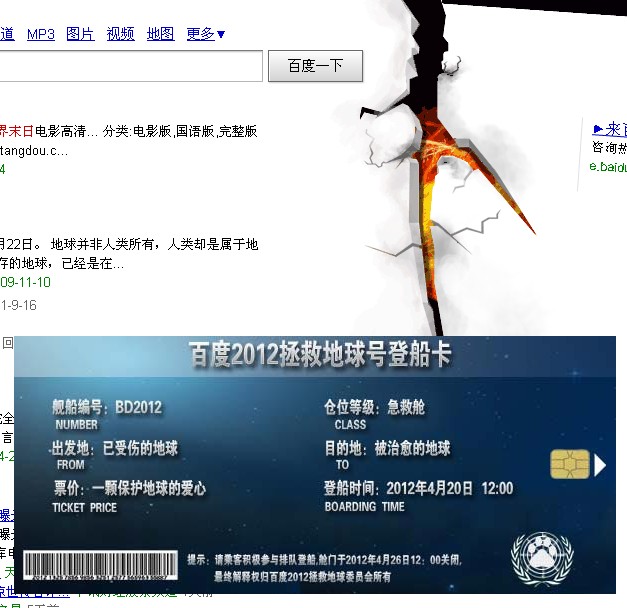 道 MP3 图片 视频 地图 更多▼
百度一下
界末日电影高清... 分类:电影版,国语版,完整版
tangdou.c...
4
►来百
咨询热
e.baidu
月22日。 地球并非人类所有，人类却是属于地
存的地球，已经是在...
09-11-10
1-9-16
回
百度2012拯救地球号登船卡
舰船编号：BD2012
NUMBER
仓位等级：急救舱
CLASS
出发地：已受伤的地球
FROM
目的地：被治愈的地球
TO
票价：一颗保护地球的爱心
TICKET PRICE
登船时间：2012年4月20日 12:00
BOARDING TIME
提示：请乘客积极参与排队登船,舱门于2012年4月26日12：00关闭,
最终解释权归百度2012拯救地球委员会所有